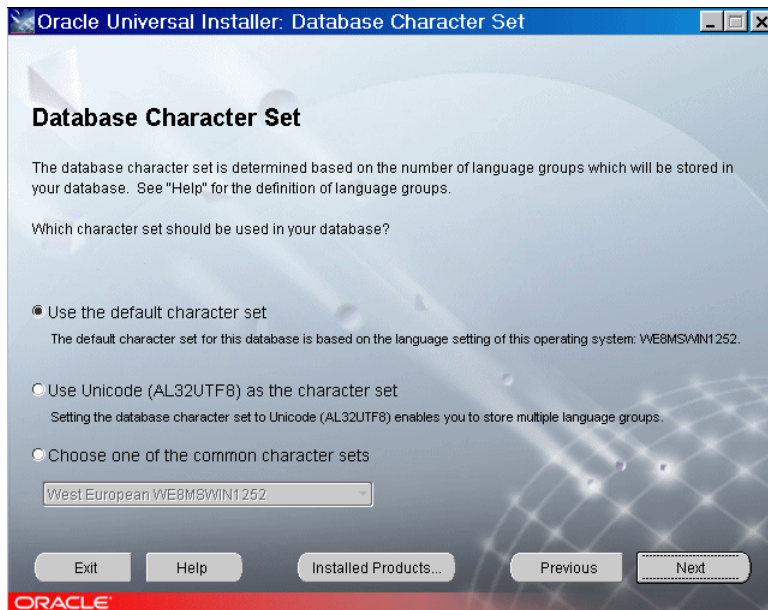 Oracle Universal Installer: Database Character Set
Database Character Set
The database character set is determined based on the number of language groups which will be stored in
your database. See "Help" for the definition of language groups.
Which character set should be used in your database?
Use the default character set
The default character set for this database is based on the language setting of this operating system: WE8MSWIN1252.
Use Unicode (AL32UTF8) as the character set
Setting the database character set to Unicode (AL32UTF8) enables you to store multiple language groups.
Choose one of the common character sets
West European WE8MSWIN1252
Exit Help Installed Products... Previous Next
ORACLE